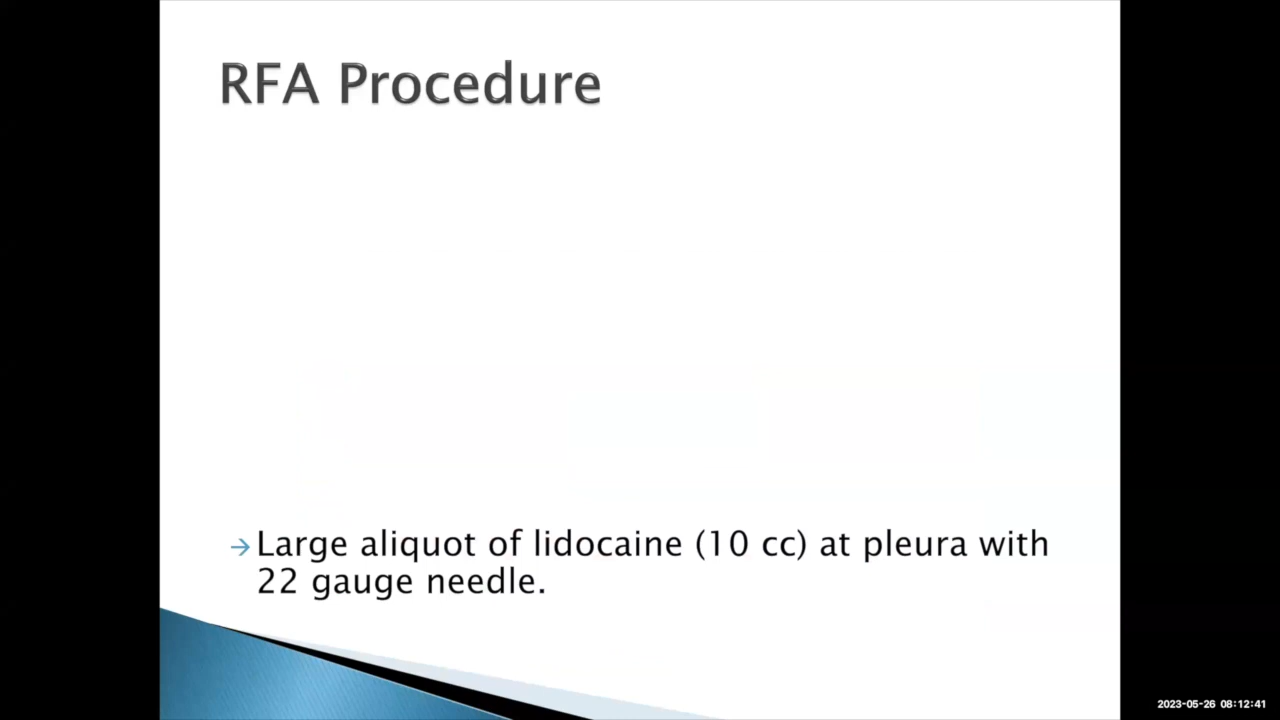 RFA Procedure
→Large aliquot of lidocaine (10 cc) at pleura with
22 gauge needle.
2023-05-26 08:12:41